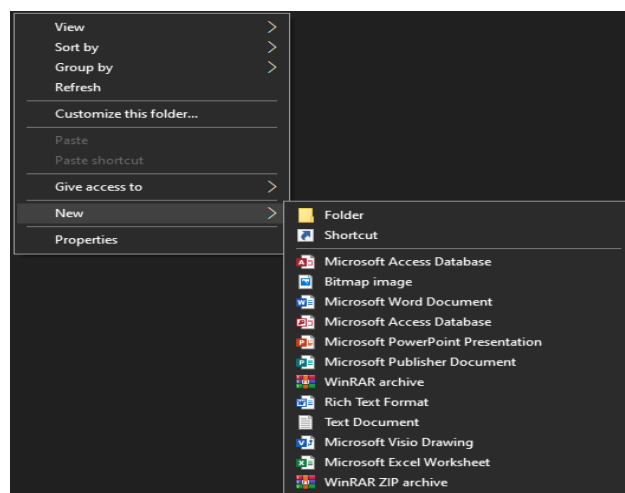 View
Sort by
Group by
Refresh
Customize this folder...
Paste
Paste shortcut
Give access to
New
Properties
Folder
Shortcut
Microsoft Access Database
Bitmap image
Microsoft Word Document
Microsoft Access Database
Microsoft PowerPoint Presentation
Microsoft Publisher Document
WinRAR archive
Rich Text Format
Text Document
Microsoft Visio Drawing
Microsoft Excel Worksheet
WinRAR ZIP archive